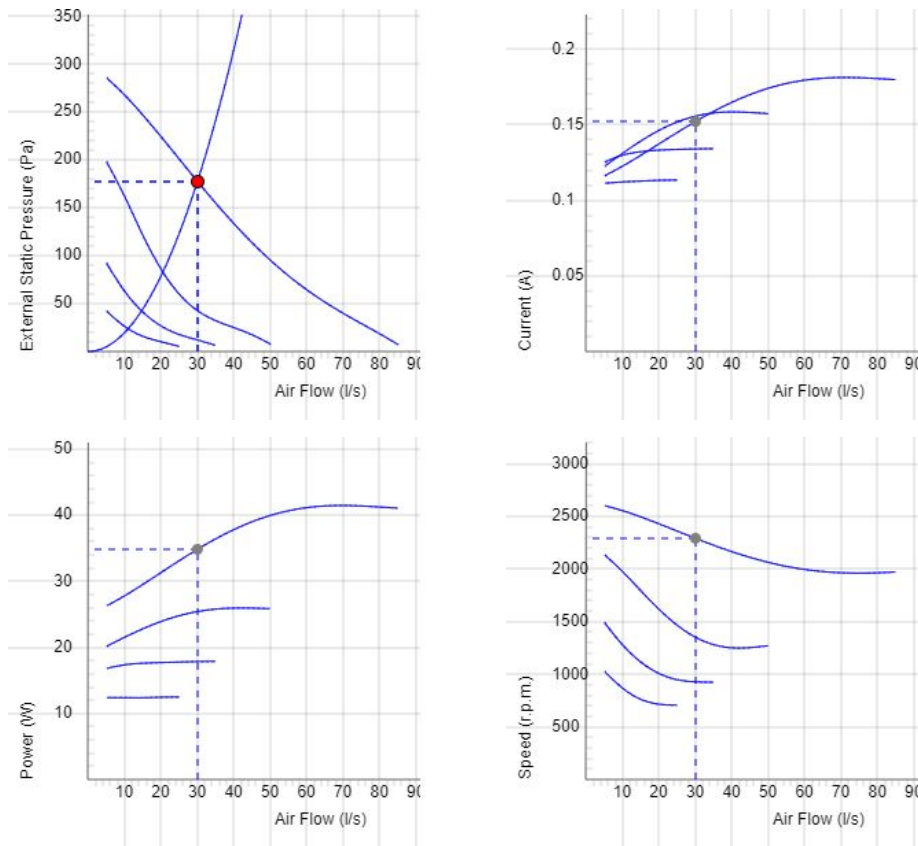 350
300
250
200
150
100
50
External Static Pressure (Pa)
10 20 30 40 50 60 70 80
Air Flow (l/s)
0.2
0.15
0.1
0.05
Current (A)
10 20 30 40 50 60 70 80 90
Air Flow (l/s)
50
40
30
20
10
Power (W)
10 20 30 40 50 60 70 80
Air Flow (l/s)
3000
2500
2000
1500
1000
500
Speed (r.p.m.)
10 20 30 40 50 60 70 80 90
Air Flow (l/s)